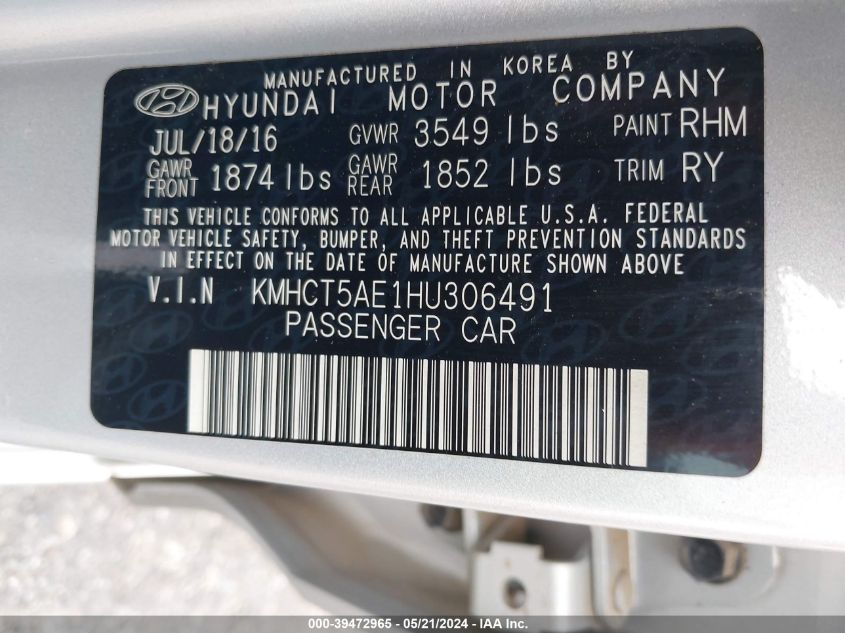 MANUFACTURED IN KOREA BY
HYUNDAI MOTOR COMPANY
JUL/18/16 GVWR 3549 lbs PAINT RHM
GAWR FRONT 1874 lbs GAWR REAR 1852 lbs TRIM RY
THIS VEHICLE CONFORMS TO ALL APPLICABLE U.S.A. FEDERAL
MOTOR VEHICLE SAFETY, BUMPER, AND THEFT PREVENTION STANDARDS
IN EFFECT ON THE DATE OF MANUFACTURE SHOWN ABOVE
V.I.N KMHCT5AE1HU306491
PASSENGER CAR
000-39472965 - 05/21/2024 - IAA Inc.